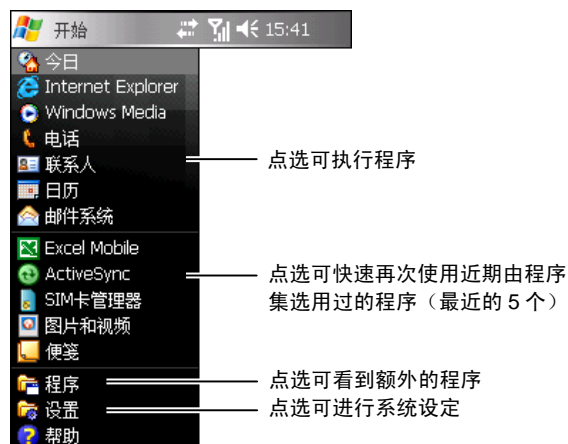 开始 15:41
今日
Internet Explorer
Windows Media
电话
联系人
日历
邮件系统
Excel Mobile
ActiveSync
SIM卡管理器
图片和视频
便笺
程序
设置
帮助
点选可执行程序
点选可快速再次使用近期由程序
集选用过的程序（最近的 5 个）
点选可看到额外的程序
点选可进行系统设定